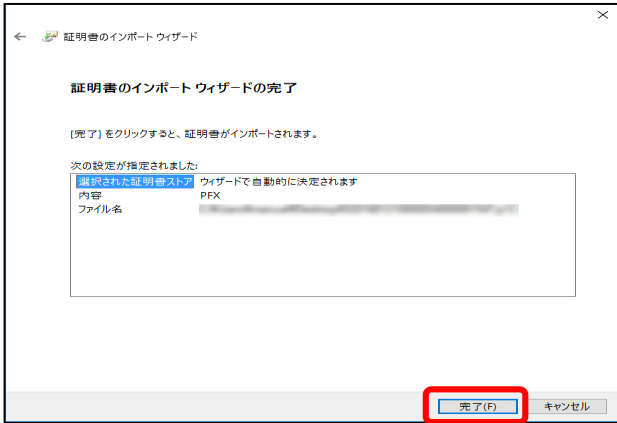 証明書のインポート ウィザード
証明書のインポート ウィザードの完了
[完了] をクリックすると、証明書がインポートされます。
次の設定が指定されました:
選択された証明書ストア ウィザードで自動的に決定されます
内容 PFX
ファイル名
完了(F) キャンセル